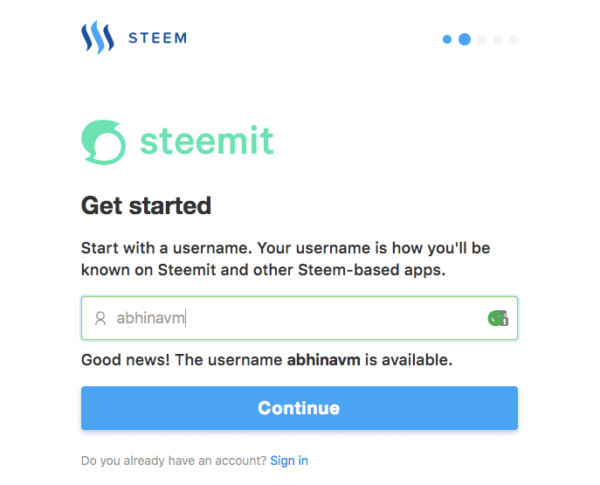 STEEM
steemit
Get started
Start with a username. Your username is how you'll be
known on Steemit and other Steem-based apps.
abhinavm
Good news! The username abhinavm is available.
Continue
Do you already have an account? Sign in